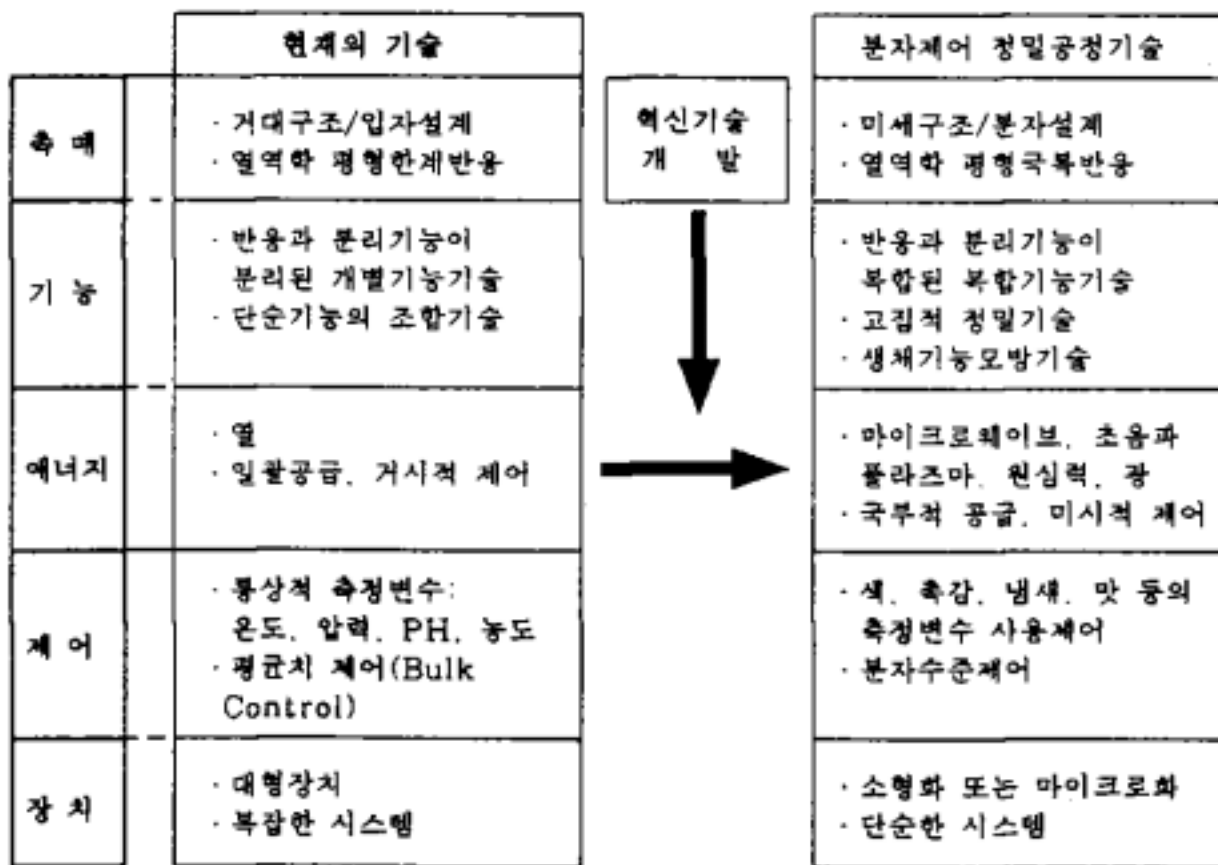 현재의 기술
분자제어 정밀공정기술
혁신기술
개 발
촉 매
· 거대구조/입자설계
· 열역학 평형한계반응
· 미세구조/분자설계
· 열역학 평형극복반응
기 능
· 반응과 분리기능이
분리된 개별기능기술
· 단순기능의 조합기술
· 반응과 분리기능이
복합된 복합기능기술
· 고집적 정밀기술
· 생체기능모방기술
에너지
· 열
· 일괄공급, 거시적 제어
· 마이크로웨이브, 초음파
플라즈마, 원심력, 광
· 국부적 공급, 미시적 제어
제 어
· 통상적 측정변수:
온도, 압력, PH, 농도
· 평균치 제어(Bulk
Control)
· 색, 촉감, 냄새, 맛 등의
측정변수 사용제어
· 분자수준제어
장 치
· 대형장치
· 복잡한 시스템
· 소형화 또는 마이크로화
· 단순한 시스템